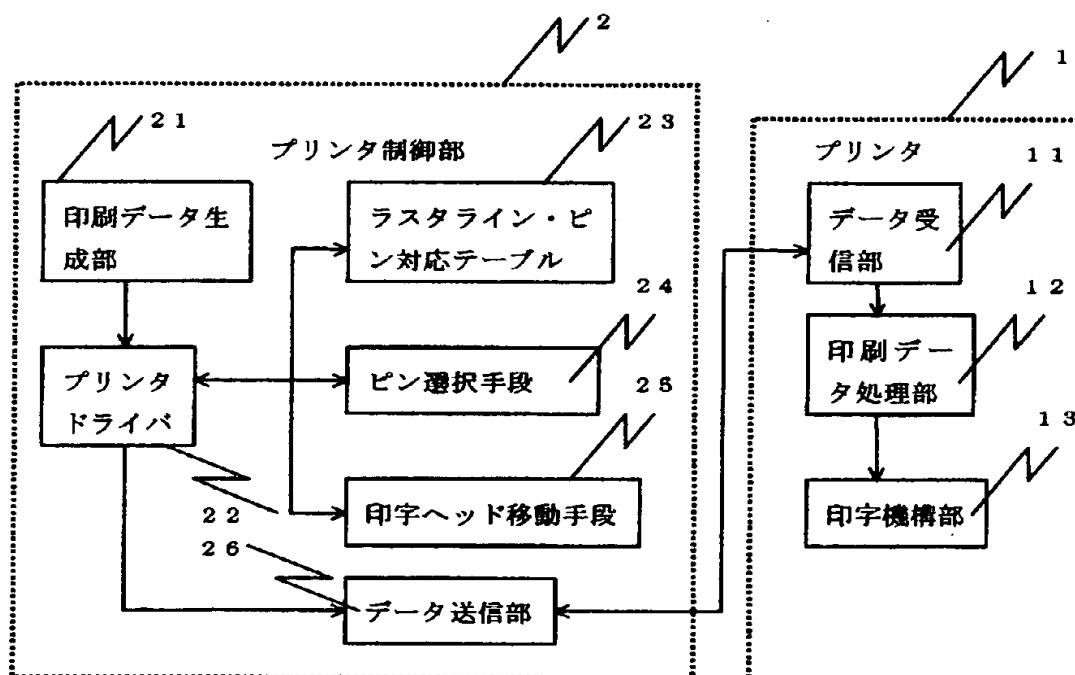 2
1
21
プリンタ制御部
23
プリンタ
11
印刷データ生
成部
ラスタライン・ピ
ン対応テーブル
データ受
信部
24
12
プリンタ
ドライバ
ピン選択手段
印刷デー
タ処理部
25
13
22
印字ヘッド移動手段
印字機構部
26
データ送信部